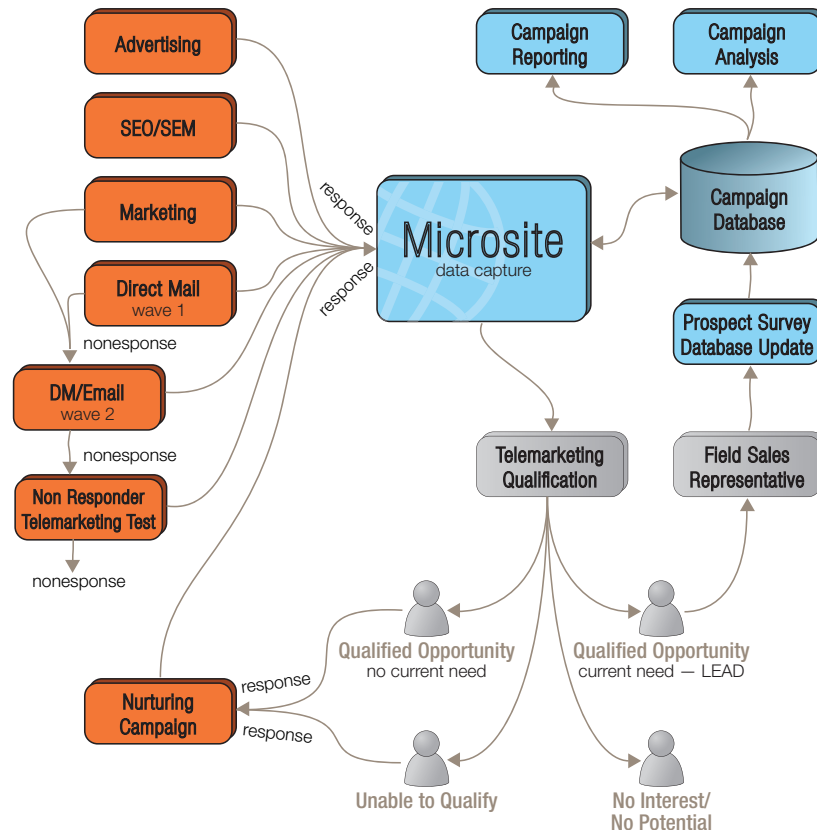 Advertising
SEO/SEM
Marketing
Direct Mail
wave 1
nonesponse
DM/Email
wave 2
nonesponse
Non Responder
Telemarketing Test
nonesponse
Nurturing
Campaign
response
response
Microsite
data capture
Campaign
Reporting
Campaign
Analysis
Campaign
Database
Prospect Survey
Database Update
Field Sales
Representative
Telemarketing
Qualification
Qualified Opportunity
no current need
Qualified Opportunity
current need — LEAD
response
response
Unable to Qualify
No Interest/
No Potential